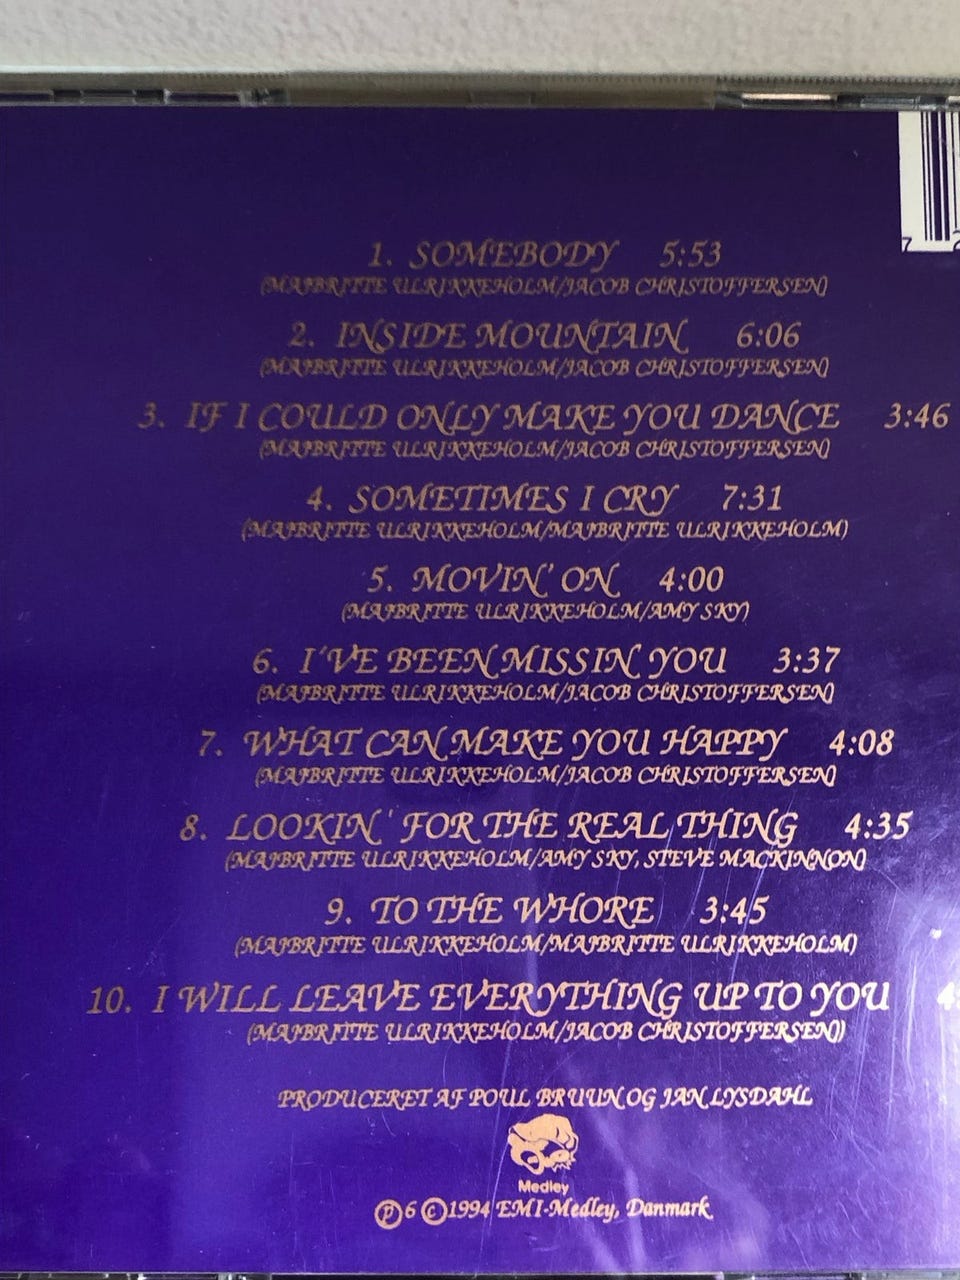 7 2
1. SOMEBODY 5:53
(MAJBRITTE ULRIKKEHOLM/JACOB CHRISTOFFERSEN)
2. INSIDE MOUNTAIN 6:06
(MAJBRITTE ULRIKKEHOLM/JACOB CHRISTOFFERSEN)
3. IF I COULD ONLY MAKE YOU DANCE 3:46
(MAJBRITTE ULRIKKEHOLM/JACOB CHRISTOFFERSEN)
4. SOMETIMES I CRY 7:31
(MAJBRITTE ULRIKKEHOLM/MAJBRITTE ULRIKKEHOLM)
5. MOVIN' ON 4:00
(MAJBRITTE ULRIKKEHOLM/AMY SKY)
6. I'VE BEEN MISSIN YOU 3:37
(MAJBRITTE ULRIKKEHOLM/JACOB CHRISTOFFERSEN)
7. WHAT CAN MAKE YOU HAPPY 4:08
(MAJBRITTE ULRIKKEHOLM/JACOB CHRISTOFFERSEN)
8. LOOKIN' FOR THE REAL THING 4:35
(MAJBRITTE ULRIKKEHOLM/AMY SKY, STEVE MACKINNON)
9. TO THE WHORE 3:45
(MAJBRITTE ULRIKKEHOLM/MAJBRITTE ULRIKKEHOLM)
10. I WILL LEAVE EVERYTHING UP TO YOU 4:
(MAJBRITTE ULRIKKEHOLM/JACOB CHRISTOFFERSEN))
PRODUCERET AF POUL BRUUN OG JAN LYSDAHL
Medley
℗ 6 © 1994 EMI-Medley, Danmark